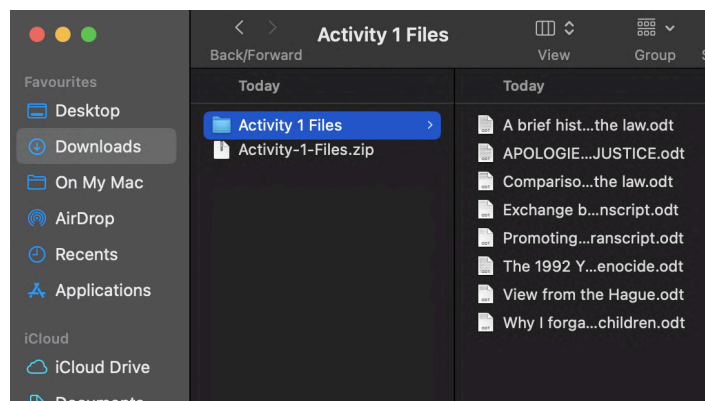 Activity 1 Files
Back/Forward
View
Group
Favourites
Desktop
Downloads
On My Mac
AirDrop
Recents
Applications
iCloud
iCloud Drive
Documents
Today
Activity 1 Files
Activity-1-Files.zip
Today
A brief hist...the law.odt
APOLOGIE...JUSTICE.odt
Compariso...the law.odt
Exchange b...nscript.odt
Promoting...ranscript.odt
The 1992 Y...enocide.odt
View from the Hague.odt
Why I forga...children.odt